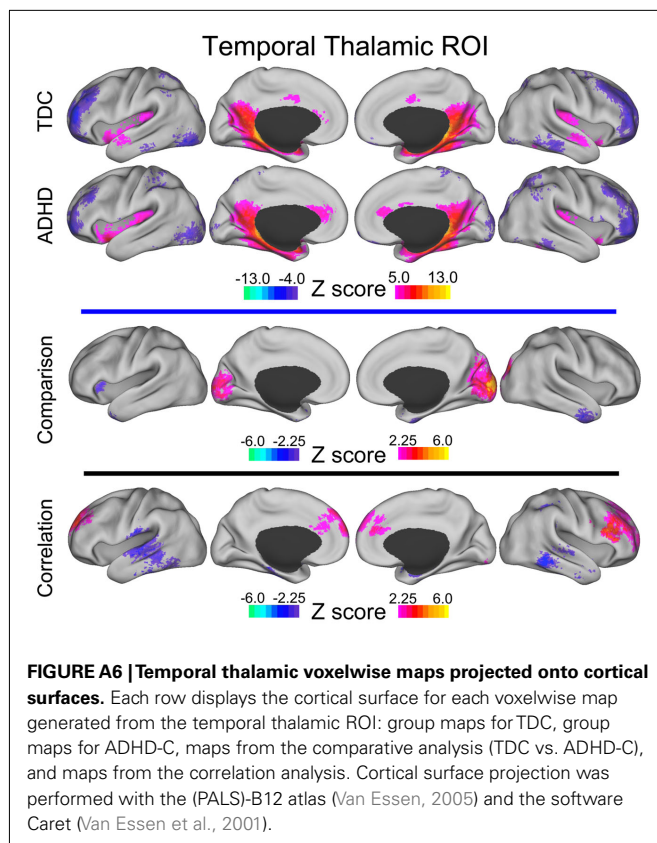 Temporal Thalamic ROI
TDC
ADHD
-13.0 -4.0 Z score 5.0 13.0
Comparison
-6.0 -2.25 Z score 2.25 6.0
Correlation
-6.0 -2.25 Z score 2.25 6.0
FIGURE A6 | Temporal thalamic voxelwise maps projected onto cortical
surfaces. Each row displays the cortical surface for each voxelwise map
generated from the temporal thalamic ROI: group maps for TDC, group
maps for ADHD-C, maps from the comparative analysis (TDC vs. ADHD-C),
and maps from the correlation analysis. Cortical surface projection was
performed with the (PALS)-B12 atlas (Van Essen, 2005) and the software
Caret (Van Essen et al., 2001).